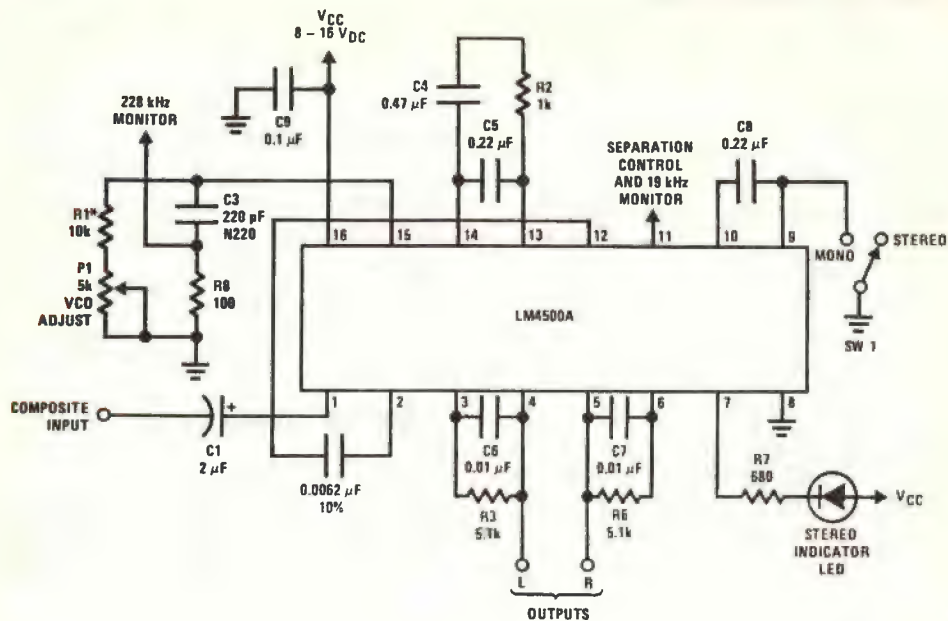 VCC
8 – 16 VDC
C9
0.1 µF
228 kHz
MONITOR
C4
0.47 µF
R2
1k
C5
0.22 µF
SEPARATION
CONTROL
AND 19 kHz
MONITOR
C8
0.22 µF
R1*
10k
C3
220 pF
N220
P1
5k
VCO
ADJUST
R8
100
16 15 14 13 12 11 10 9
MONO
STEREO
SW 1
LM4500A
COMPOSITE
INPUT
+
C1
2 µF
1 2 3 4 5 6 7 8
0.0062 µF
10%
C6
0.01 µF
R3
5.1k
C7
0.01 µF
R6
5.1k
R7
680
VCC
STEREO
INDICATOR
LED
L R
OUTPUTS